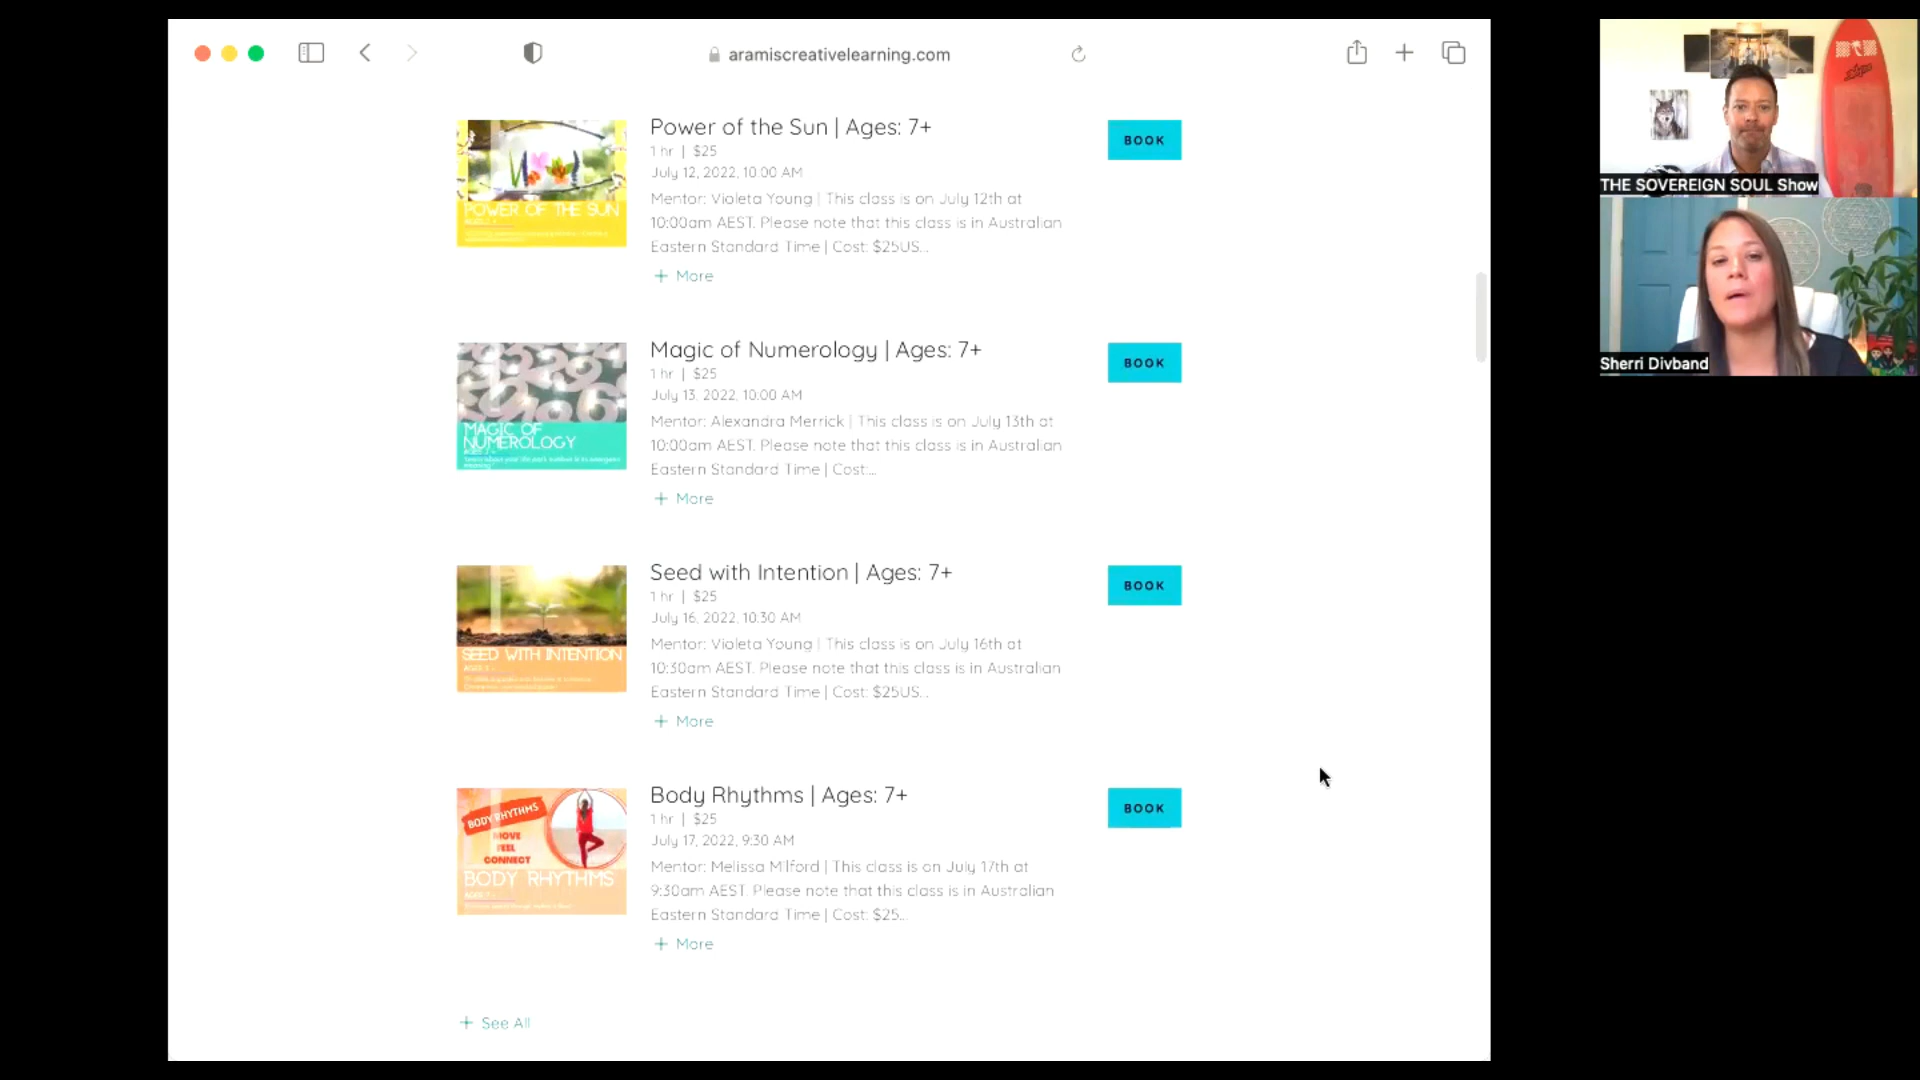 aramiscreativelearning.com
POWER OF THE SUN
Power of the Sun | Ages: 7+
1 hr | $25
July 12, 2022, 10:00 AM
Mentor: Violeta Young | This class is on July 12th at
10:00am AEST. Please note that this class is in Australian
Eastern Standard Time | Cost: $25US...
+ More
BOOK
MAGIC OF
NUMEROLOGY
Magic of Numerology | Ages: 7+
1 hr | $25
July 13, 2022, 10:00 AM
Mentor: Alexandra Merrick | This class is on July 13th at
10:00am AEST. Please note that this class is in Australian
Eastern Standard Time | Cost:...
+ More
BOOK
SEED WITH INTENTION
Seed with Intention | Ages: 7+
1 hr | $25
July 16, 2022, 10:30 AM
Mentor: Violeta Young | This class is on July 16th at
10:30am AEST. Please note that this class is in Australian
Eastern Standard Time | Cost: $25US...
+ More
BOOK
BODY RHYTHMS
MOVE
FEEL
CONNECT
BODY RHYTHMS
Body Rhythms | Ages: 7+
1 hr | $25
July 17, 2022, 9:30 AM
Mentor: Melissa Milford | This class is on July 17th at
9:30am AEST. Please note that this class is in Australian
Eastern Standard Time | Cost: $25...
+ More
BOOK
+ See All
THE SOVEREIGN SOUL Show
Sherri Divband